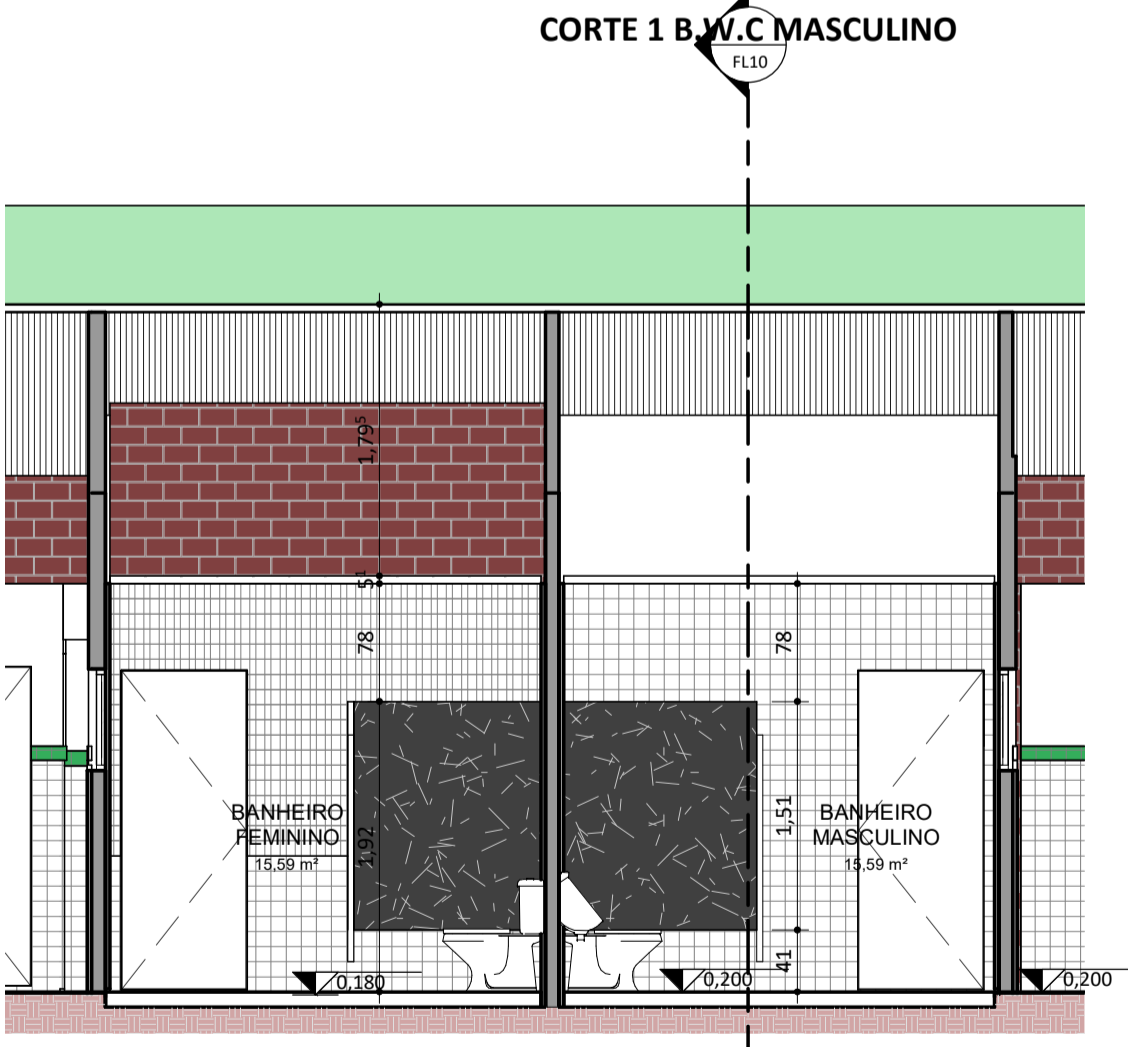 CORTE 1 B.W.C MASCULINO
FL10
1,79⁵
5¹
78
78
BANHEIRO
FEMININO
15,59 m²
1,92
1,51
BANHEIRO
MASCULINO
15,59 m²
41
0,180
0,200
0,200